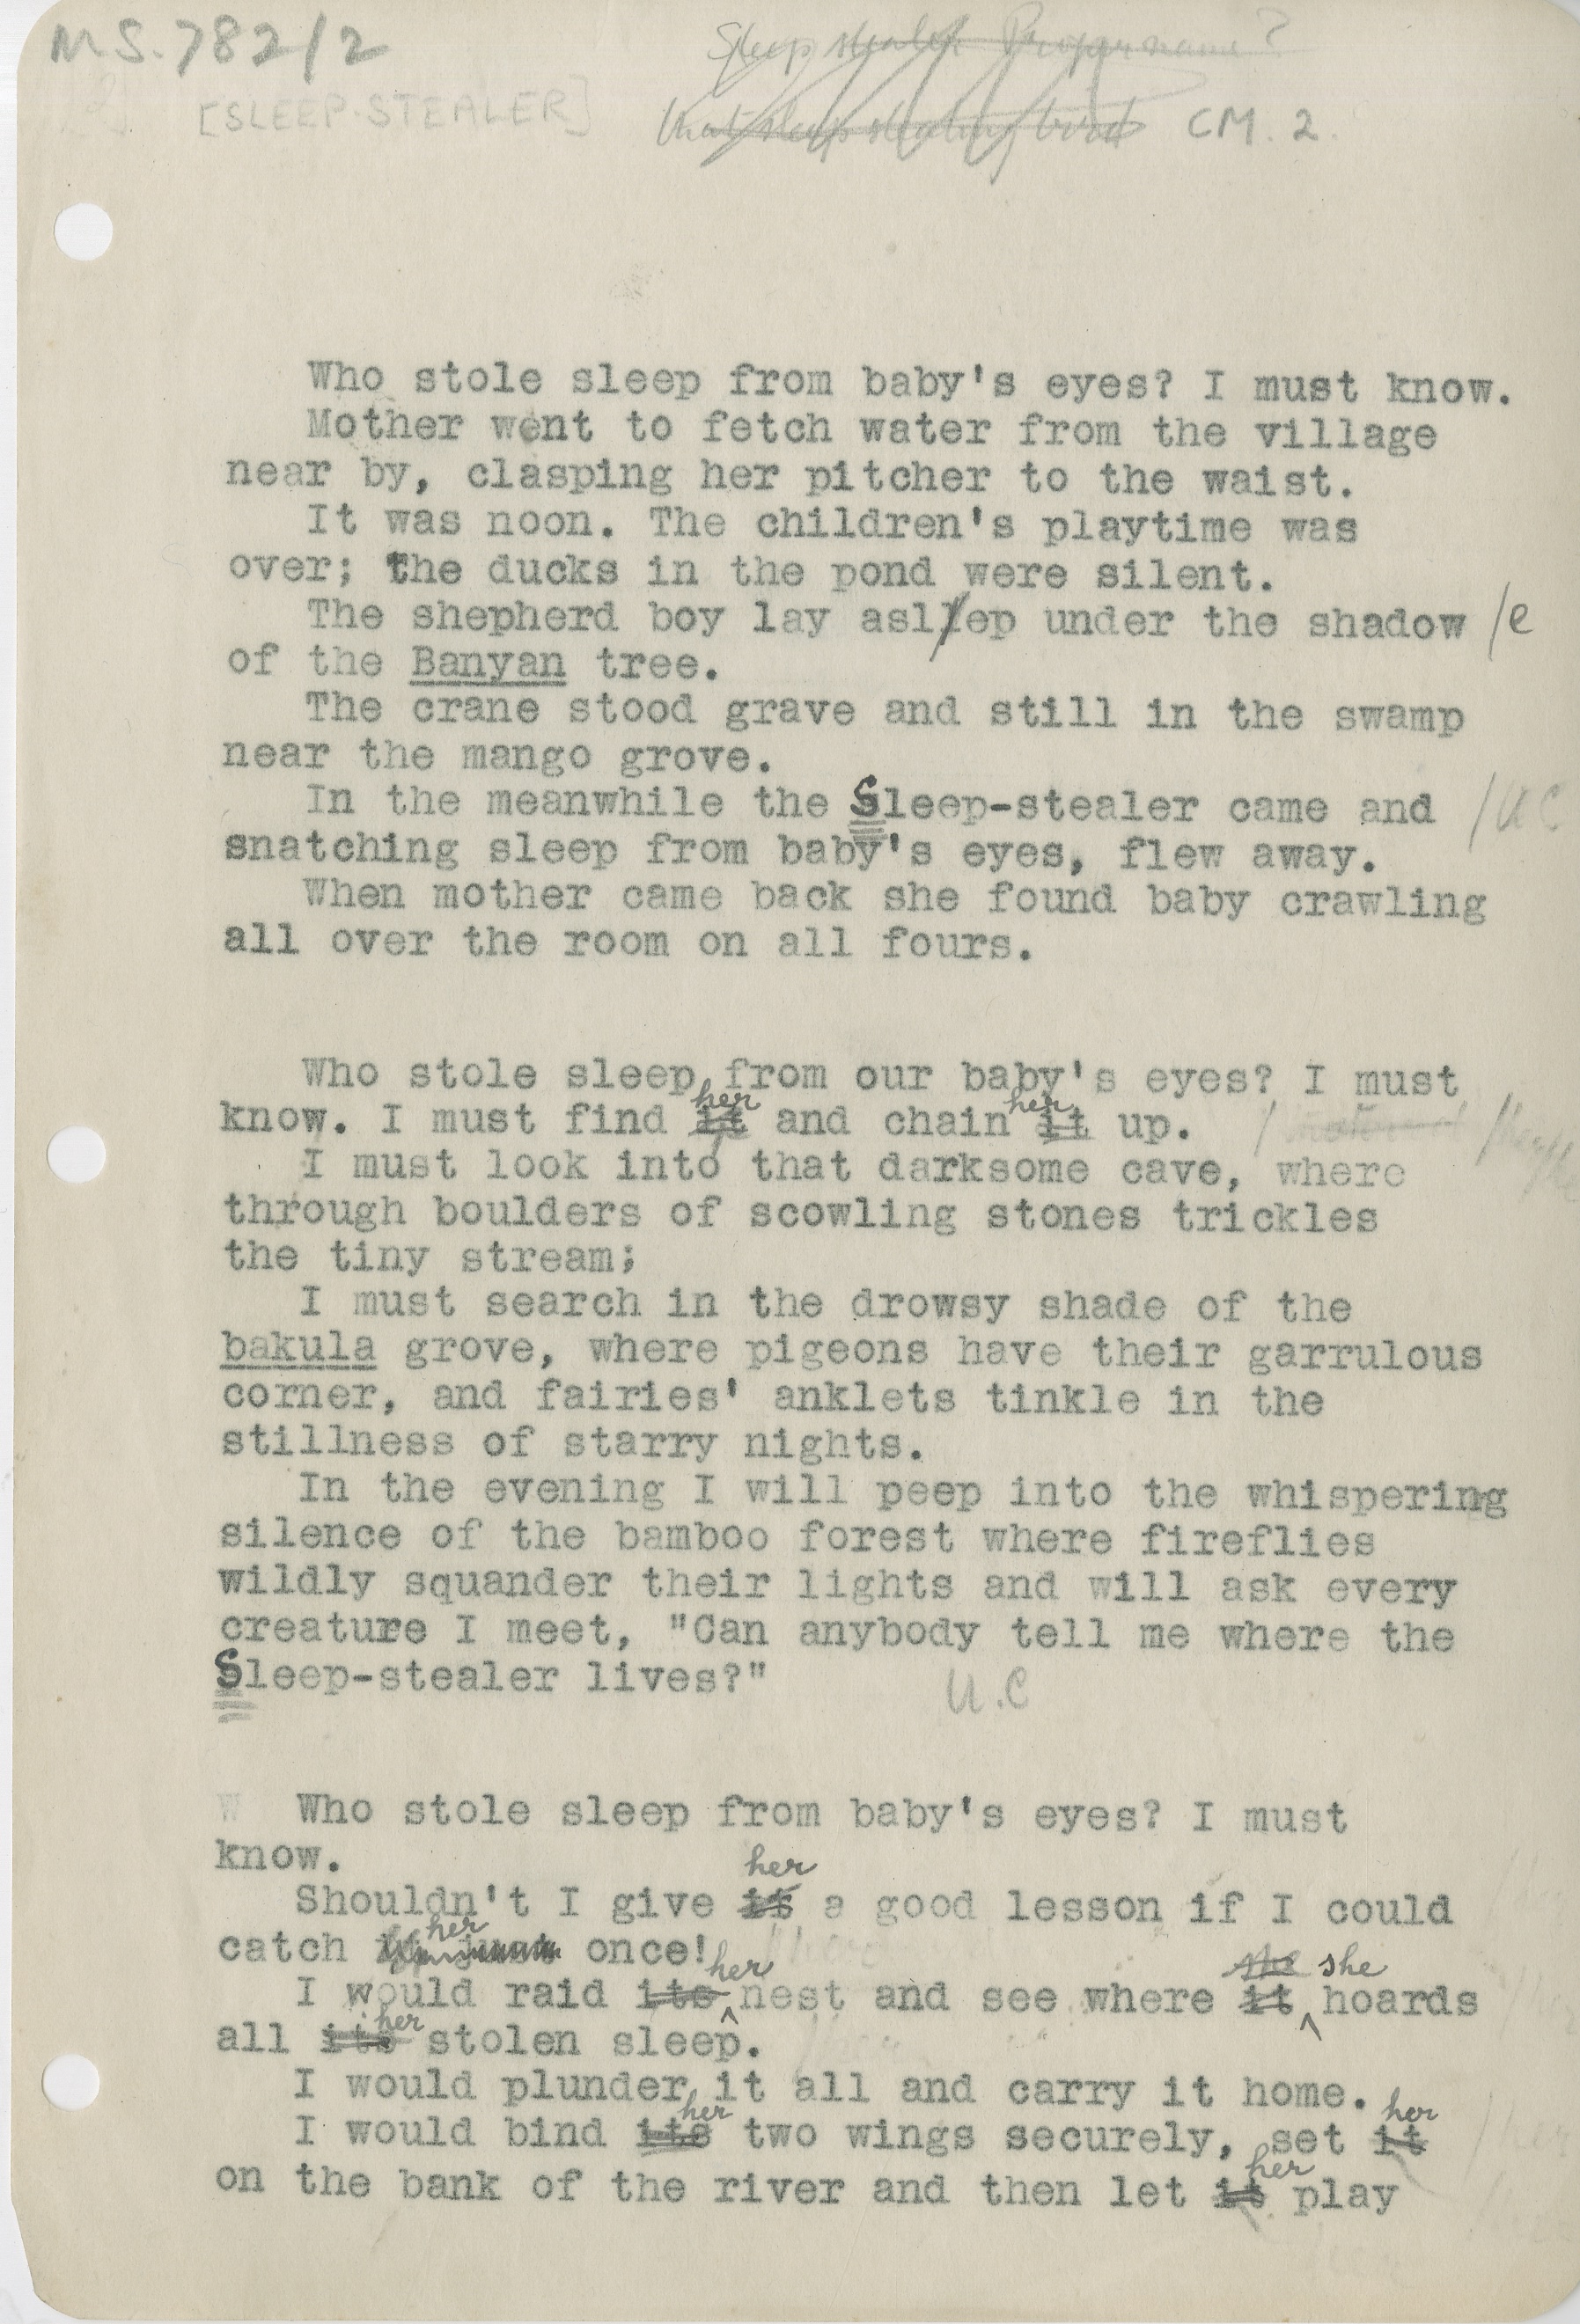 MS.782/2
Sleep stealer Proper name?
[SLEEP-STEALER]
that sleep stealing bird CM. 2.
Who stole sleep from baby's eyes? I must know.
Mother went to fetch water from the village
near by, clasping her pitcher to the waist.
It was noon. The children's playtime was
over; the ducks in the pond were silent.
The shepherd boy lay asllep under the shadow /e
of the Banyan tree.
The crane stood grave and still in the swamp
near the mango grove.
In the meanwhile the Sleep-stealer came and /UC
snatching sleep from baby's eyes, flew away.
When mother came back she found baby crawling
all over the room on all fours.
Who stole sleep from our baby's eyes? I must
her her
know. I must find it and chain it up.
I must look into that darksome cave, where
through boulders of scowling stones trickles
the tiny stream;
I must search in the drowsy shade of the
bakula grove, where pigeons have their garrulous
corner, and fairies' anklets tinkle in the
stillness of starry nights.
In the evening I will peep into the whispering
silence of the bamboo forest where fireflies
wildly squander their lights and will ask every
creature I meet, "Can anybody tell me where the
Sleep-stealer lives?"
U.C
W Who stole sleep from baby's eyes? I must
know.
her
Shouldn't I give it a good lesson if I could
her
catch it just once!
her she she
I would raid its nest and see where it hoards
her
all its stolen sleep.
I would plunder it all and carry it home.
her her
I would bind its two wings securely, set it
her
on the bank of the river and then let it play